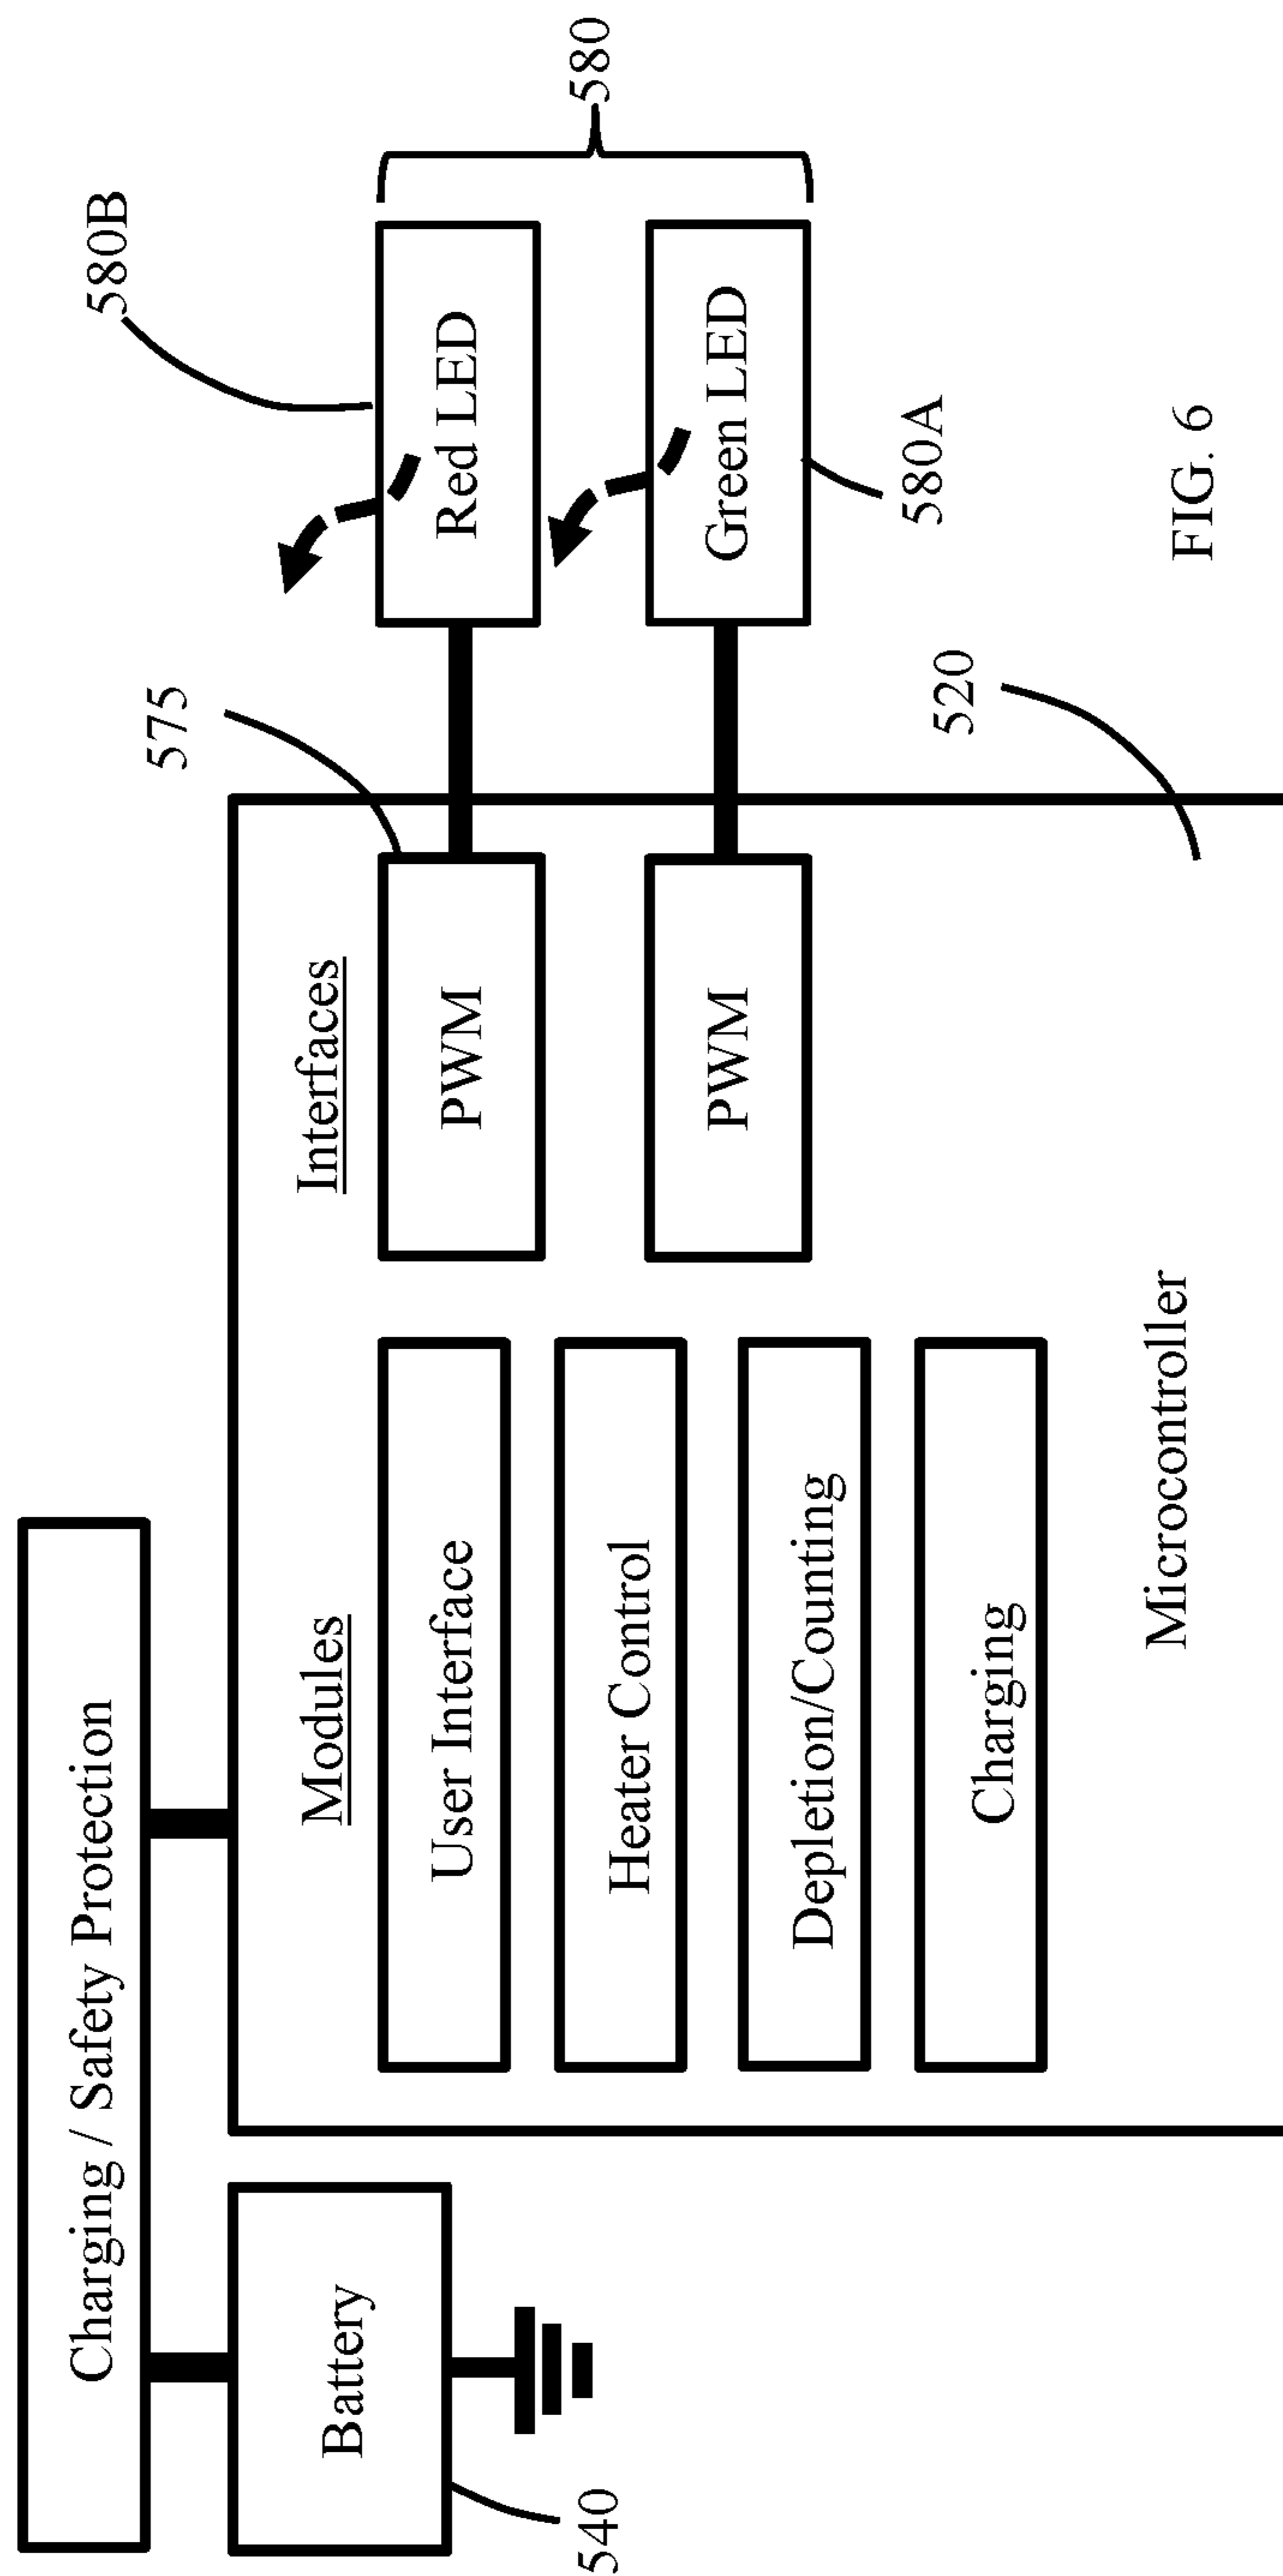 Charging / Safety Protection
Battery
540
Modules
User Interface
Heater Control
Depletion/Counting
Charging
Microcontroller
Interfaces
PWM
PWM
575
520
Red LED
Green LED
580B
580A
580
FIG. 6